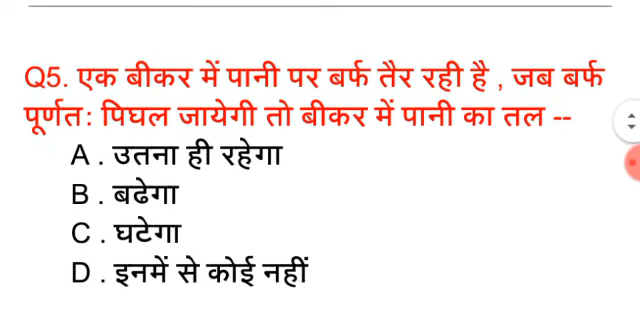 Q5. एक बीकर में पानी पर बर्फ तैर रही है , जब बर्फ
पूर्णत: पिघल जायेगी तो बीकर में पानी का तल --
A . उतना ही रहेगा
B . बढेगा
C . घटेगा
D . इनमें से कोई नहीं